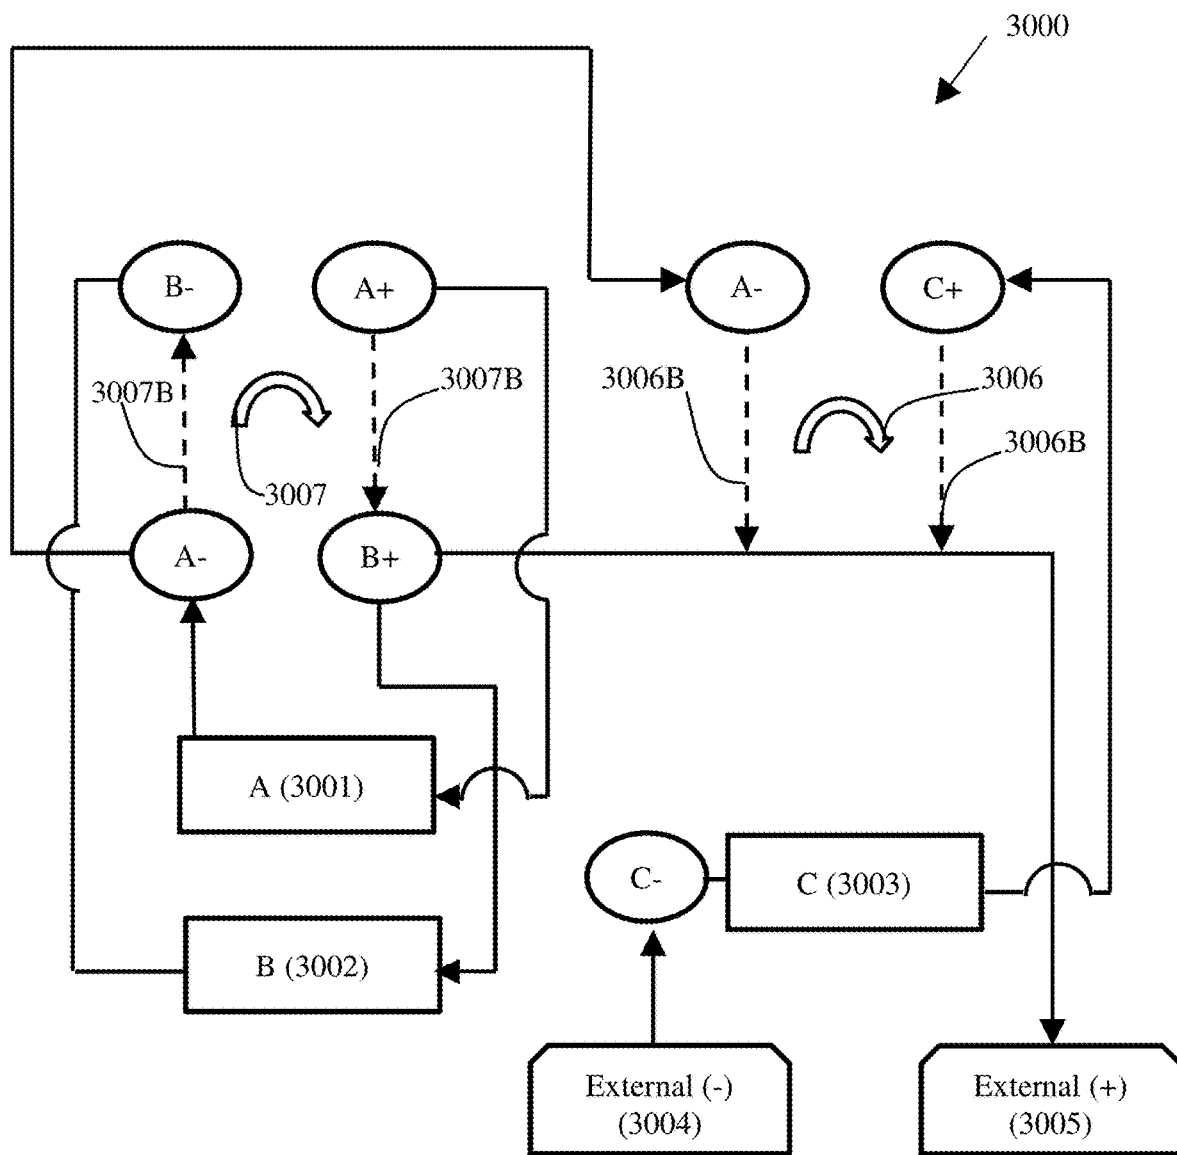 3000
B-
A+
A-
C+
3007B
3007B
3006B
3006
3006B
3007
A-
B+
A (3001)
C-
C (3003)
B (3002)
External (-)
(3004)
External (+)
(3005)